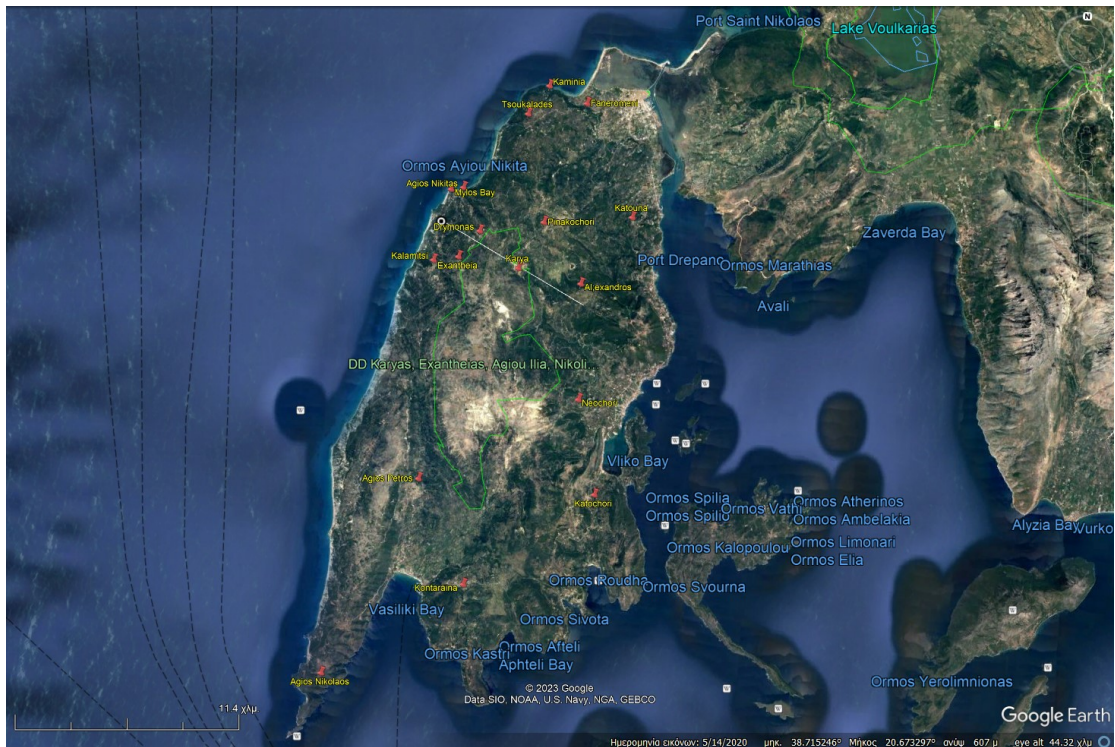 Port Saint Nikolaos
N
Lake Voulkarias
Kaminia
Tsoukalades
Faneromeni
Ormos Ayiou Nikita
Agios Nikitas
Mylos Bay
Katouna
Pinakochori
Drymonas
Zaverda Bay
Kalamitsi
Exantheia
Karya
Port Drepano
Ormos Marathias
Al;exandros
Avali
DD Karyas, Exantheias, Agiou Ilia, Nikoli...
Neochori
Vliko Bay
Agios Petros
Katochori
Ormos Spilia
Ormos Atherinos
Ormos Vathi
Ormos Spilio
Ormos Ambelakia
Alyzia Bay
Vurko
Ormos Limonari
Ormos Kalopoulou
Ormos Elia
Kontaraina
Ormos Roudha
Ormos Svourna
Vasiliki Bay
Ormos Sivota
Ormos Afteli
Ormos Kastri
Aphteli Bay
Agios Nikolaos
Ormos Yerolimnionas
© 2023 Google
Data SIO, NOAA, U.S. Navy, NGA, GEBCO
11.4 χλμ.
Google Earth
Ημερομηνία εικόνων: 5/14/2020 μηκ. 38.715246° Μήκος 20.673297° ανύψ 607 μ eye alt 44.32 χλμ